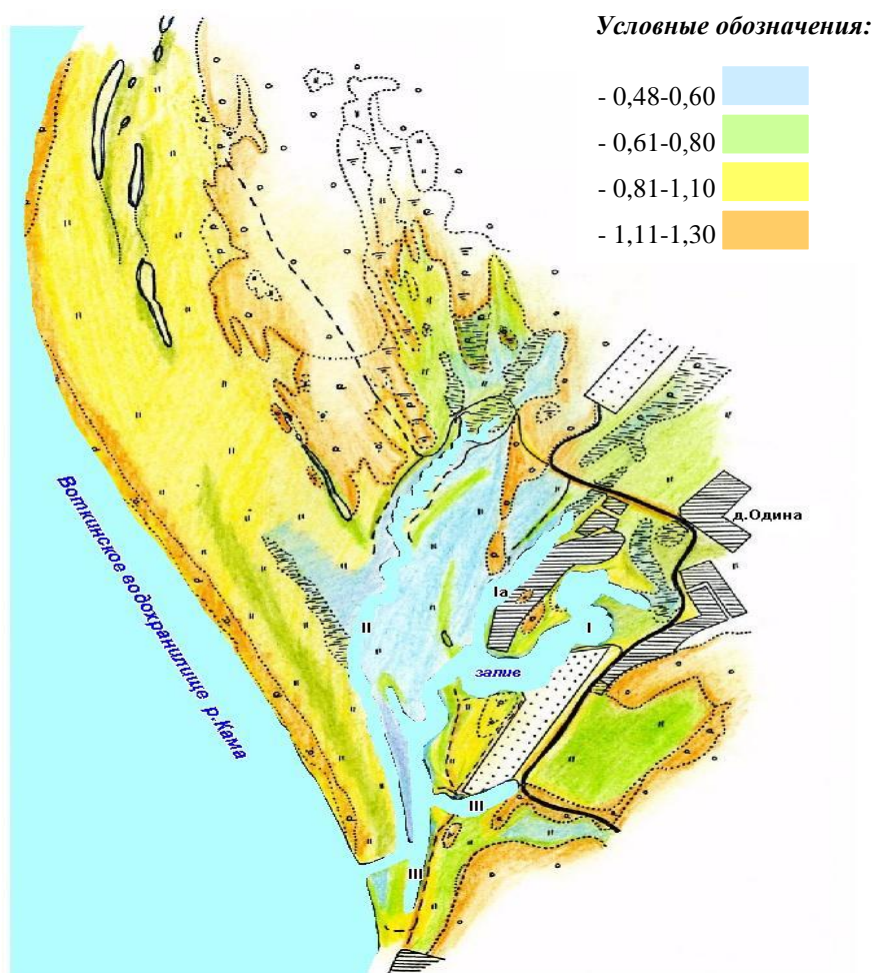 Условные обозначения:
- 0,48-0,60
- 0,61-0,80
- 0,81-1,10
- 1,11-1,30
д.Одина
Iа
II
I
залив
Воткинское водохранилище р.Кама
III
III